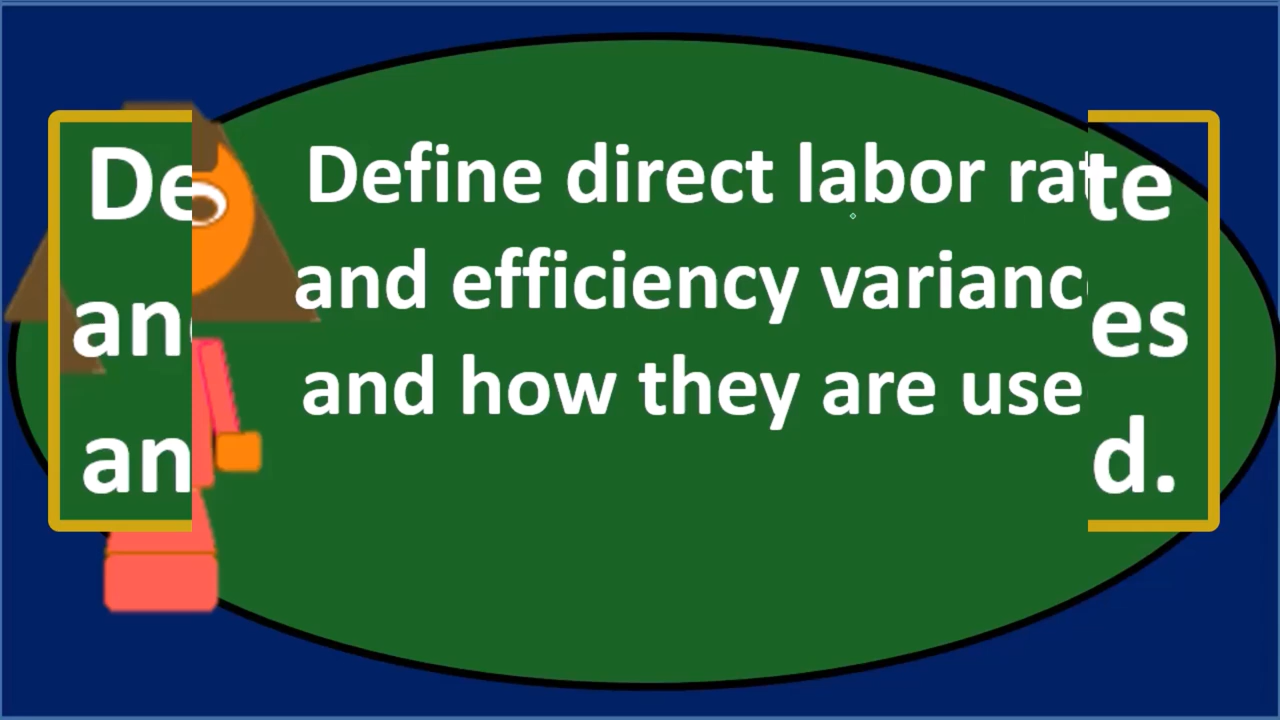 Define direct labor rate
and efficiency variances
and how they are used.